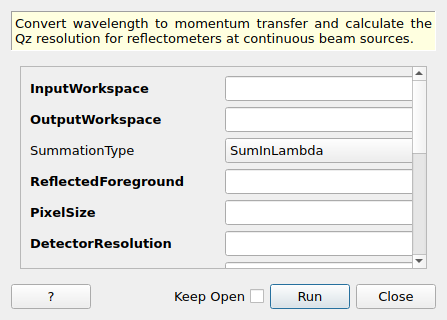 Convert wavelength to momentum transfer and calculate the
Qz resolution for reflectometers at continuous beam sources.
InputWorkspace
OutputWorkspace
SummationType SumInLambda
ReflectedForeground
PixelSize
DetectorResolution
? Keep Open Run Close